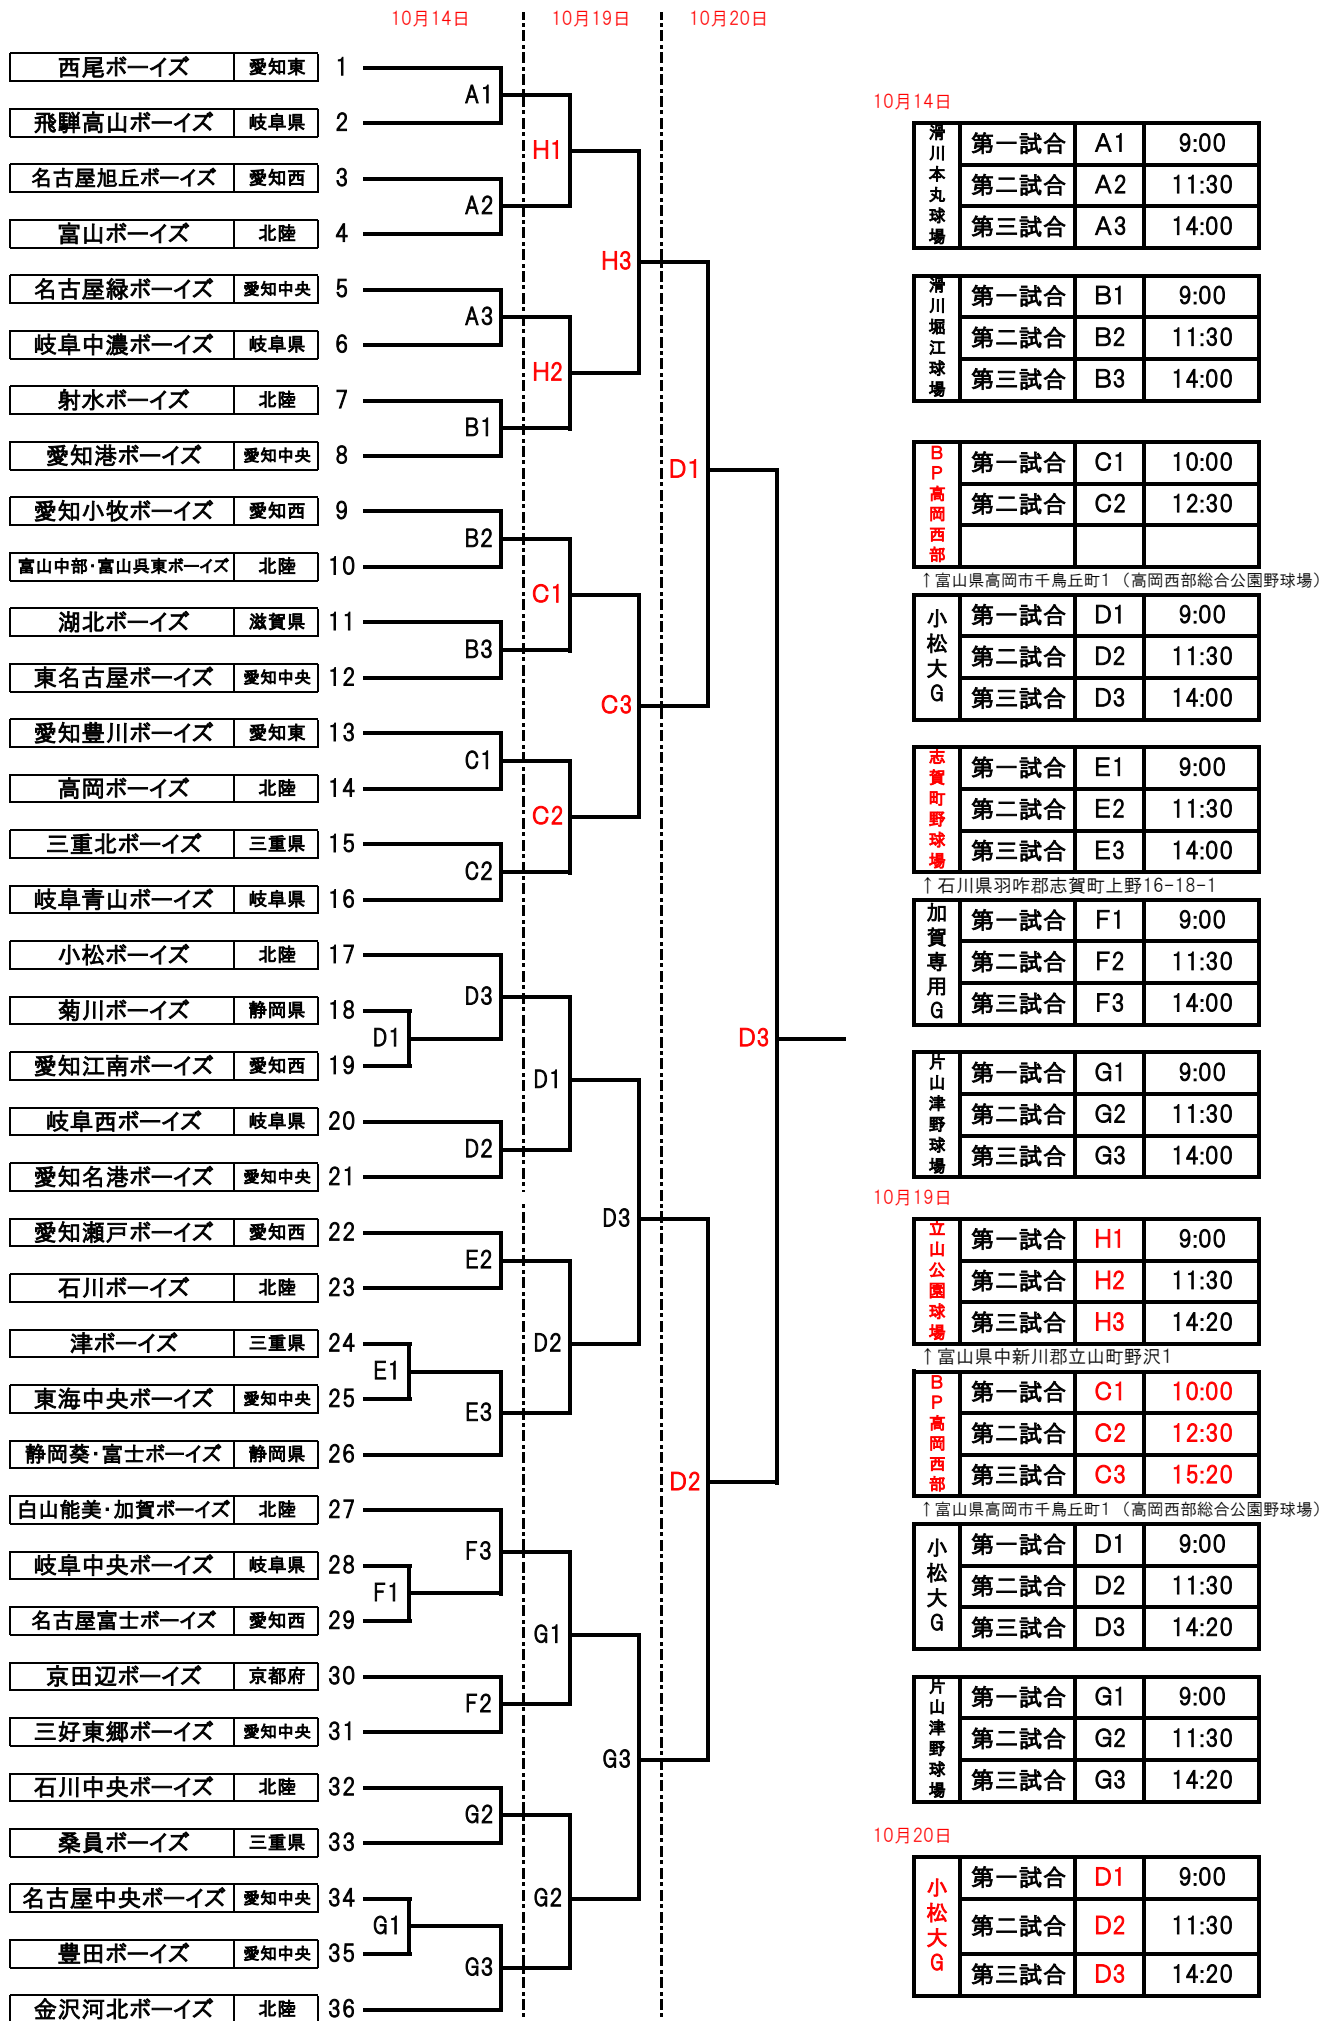 10月14日 10月19日 10月20日
西尾ボーイズ 愛知東 1
飛騨高山ボーイズ 岐阜県 2
名古屋旭丘ボーイズ 愛知西 3
富山ボーイズ 北陸 4
名古屋緑ボーイズ 愛知中央 5
岐阜中濃ボーイズ 岐阜県 6
射水ボーイズ 北陸 7
愛知港ボーイズ 愛知中央 8
愛知小牧ボーイズ 愛知西 9
富山中部・富山呉東ボーイズ 北陸 10
湖北ボーイズ 滋賀県 11
東名古屋ボーイズ 愛知中央 12
愛知豊川ボーイズ 愛知東 13
高岡ボーイズ 北陸 14
三重北ボーイズ 三重県 15
岐阜青山ボーイズ 岐阜県 16
小松ボーイズ 北陸 17
菊川ボーイズ 静岡県 18
愛知江南ボーイズ 愛知西 19
岐阜西ボーイズ 岐阜県 20
愛知名港ボーイズ 愛知中央 21
愛知瀬戸ボーイズ 愛知西 22
石川ボーイズ 北陸 23
津ボーイズ 三重県 24
東海中央ボーイズ 愛知中央 25
静岡葵・富士ボーイズ 静岡県 26
白山能美・加賀ボーイズ 北陸 27
岐阜中央ボーイズ 岐阜県 28
名古屋富士ボーイズ 愛知西 29
京田辺ボーイズ 京都府 30
三好東郷ボーイズ 愛知中央 31
石川中央ボーイズ 北陸 32
桑員ボーイズ 三重県 33
名古屋中央ボーイズ 愛知中央 34
豊田ボーイズ 愛知中央 35
金沢河北ボーイズ 北陸 36
D1
E1
F1
G1
A1
A2
A3
B1
B2
B3
C1
C2
D3
D2
E2
E3
F3
F2
G2
G3
H1
H2
C1
C2
D1
D2
G1
G2
H3
C3
D3
G3
D1
D2
D3
10月14日
滑川本丸球場
第一試合 A1 9:00
第二試合 A2 11:30
第三試合 A3 14:00
滑川堀江球場
第一試合 B1 9:00
第二試合 B2 11:30
第三試合 B3 14:00
BP高岡西部
第一試合 C1 10:00
第二試合 C2 12:30
↑富山県高岡市千鳥丘町1 (高岡西部総合公園野球場)
小松大G
第一試合 D1 9:00
第二試合 D2 11:30
第三試合 D3 14:00
志賀町野球場
第一試合 E1 9:00
第二試合 E2 11:30
第三試合 E3 14:00
↑石川県羽咋郡志賀町上野16-18-1
加賀専用G
第一試合 F1 9:00
第二試合 F2 11:30
第三試合 F3 14:00
片山津野球場
第一試合 G1 9:00
第二試合 G2 11:30
第三試合 G3 14:00
10月19日
立山公園球場
第一試合 H1 9:00
第二試合 H2 11:30
第三試合 H3 14:20
↑富山県中新川郡立山町野沢1
BP高岡西部
第一試合 C1 10:00
第二試合 C2 12:30
第三試合 C3 15:20
↑富山県高岡市千鳥丘町1 (高岡西部総合公園野球場)
小松大G
第一試合 D1 9:00
第二試合 D2 11:30
第三試合 D3 14:20
片山津野球場
第一試合 G1 9:00
第二試合 G2 11:30
第三試合 G3 14:20
10月20日
小松大G
第一試合 D1 9:00
第二試合 D2 11:30
第三試合 D3 14:20